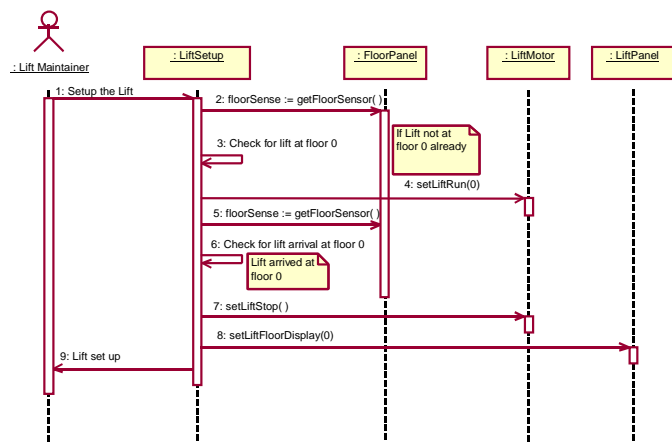 : Lift Maintainer
: LiftSetup
: FloorPanel
: LiftMotor
: LiftPanel
1: Setup the Lift
2: floorSense := getFloorSensor( )
3: Check for lift at floor 0
If Lift not at
floor 0 already
4: setLiftRun(0)
5: floorSense := getFloorSensor( )
6: Check for lift arrival at floor 0
Lift arrived at
floor 0
7: setLiftStop( )
8: setLiftFloorDisplay(0)
9: Lift set up